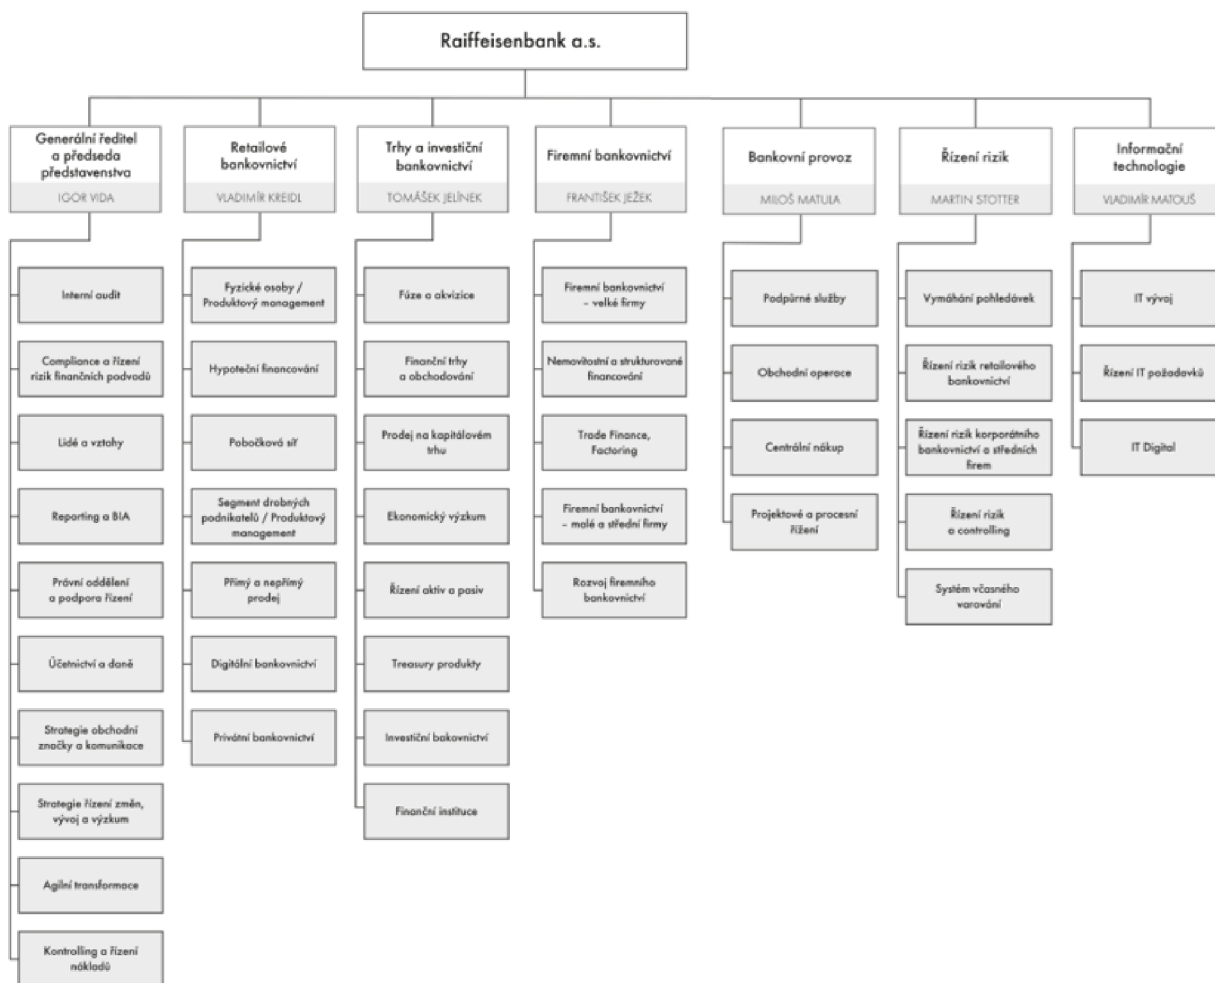 Raiffeisenbank a.s.
Generální ředitel
a předseda
představenstva
IGOR VIDA
Interní audit
Compliance a řízení
rizik finančních podvodů
Lidé a vztahy
Reporting a BIA
Právní oddělení
a podpora řízení
Účetnictví a daně
Strategie obchodní
značky a komunikace
Strategie řízení změn,
vývoj a výzkum
Agilní transformace
Kontrolling a řízení
nákladů
Retailové
bankovnictví
VLADIMÍR KREIDL
Fyzické osoby /
Produktový management
Hypoteční financování
Pobočková síť
Segment drobných
podnikatelů / Produktový
management
Přímý a nepřímý
prodej
Digitální bankovnictví
Privátní bankovnictví
Trhy a investiční
bankovnictví
TOMÁŠEK JELÍNEK
Fúze a akvizice
Finanční trhy
a obchodování
Prodej na kapitálovém
trhu
Ekonomický výzkum
Řízení aktiv a pasiv
Treasury produkty
Investiční bakovnictví
Finanční instituce
Firemní bankovnictví
FRANTIŠEK JEŽEK
Firemní bankovnictví
– velké firmy
Nemovitostní a strukturované
financování
Trade Finance,
Factoring
Firemní bankovnictví
– malé a střední firmy
Rozvoj firemního
bankovnictví
Bankovní provoz
MILOŠ MATULA
Podpůrné služby
Obchodní operace
Centrální nákup
Projektové a procesní
řížení
Řízení rizik
MARTIN STOTTER
Vymáhání pohledávek
Řízení rizik retailového
bankovnictví
Řízení rizik korporátního
bankovnictví a středních
firem
Řízení rizik
a controlling
Systém včasného
varování
Informační
technologie
VLADIMÍR MATOUŠ
IT vývoj
Řízení IT požadavků
IT Digital